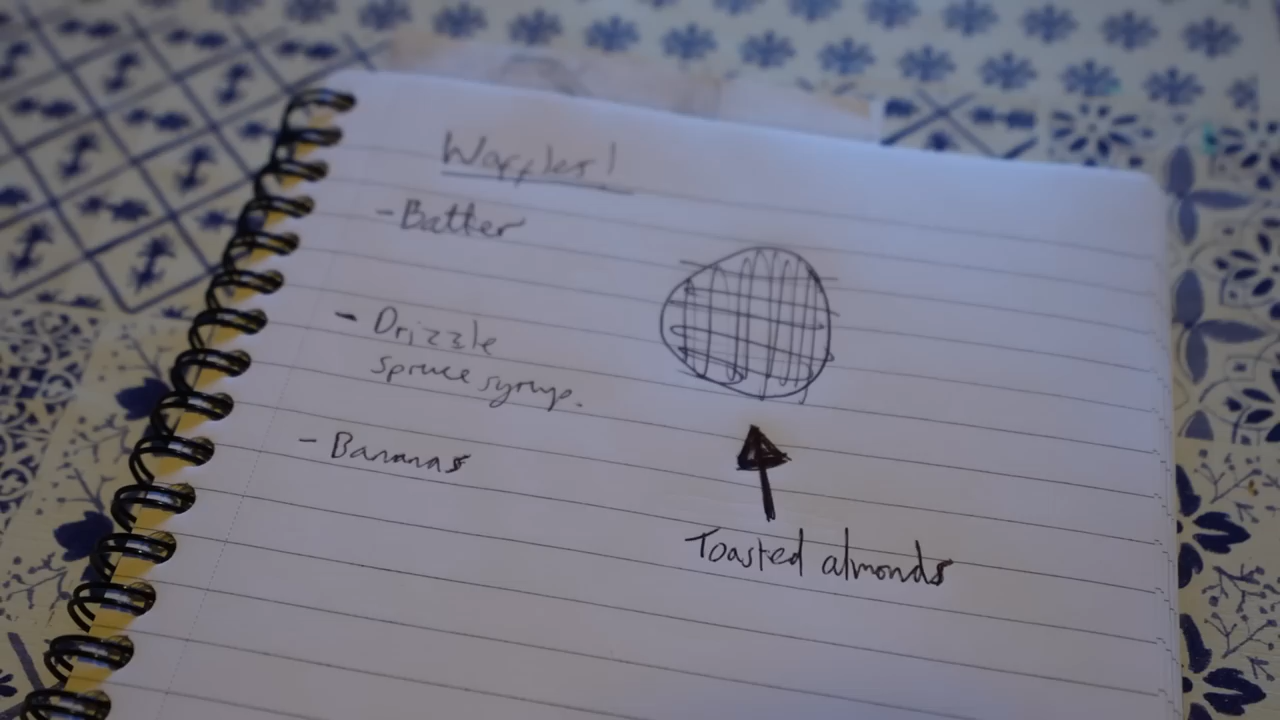 Waffles!
- Batter
- Drizzle
spruce syrup.
- Bananas
Toasted almonds